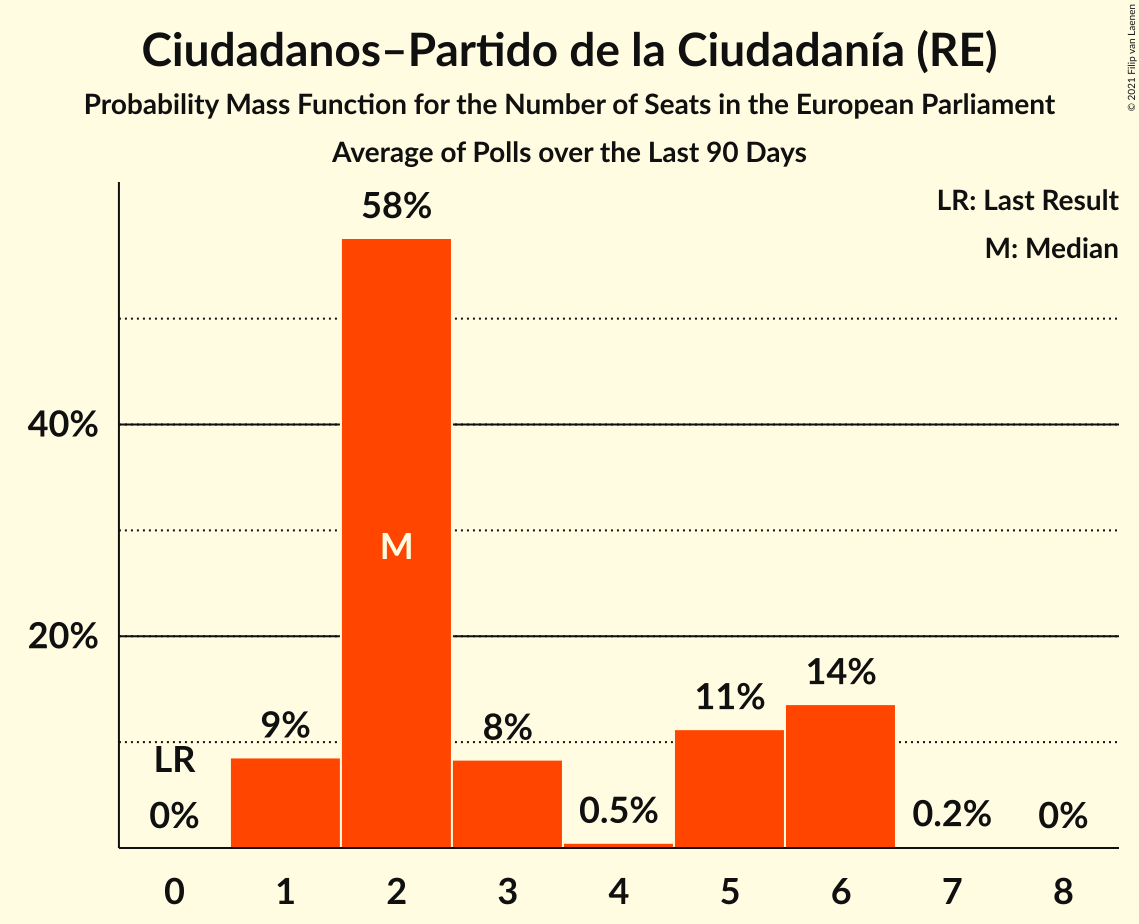 Ciudadanos–Partido de la Ciudadanía (RE)
Probability Mass Function for the Number of Seats in the European Parliament
Average of Polls over the Last 90 Days
© 2021 Filip van Laenen
LR: Last Result
M: Median
58%
40%
M
20%
14%
11%
9%
8%
LR
0%
0.5%
0.2%
0%
0 1 2 3 4 5 6 7 8